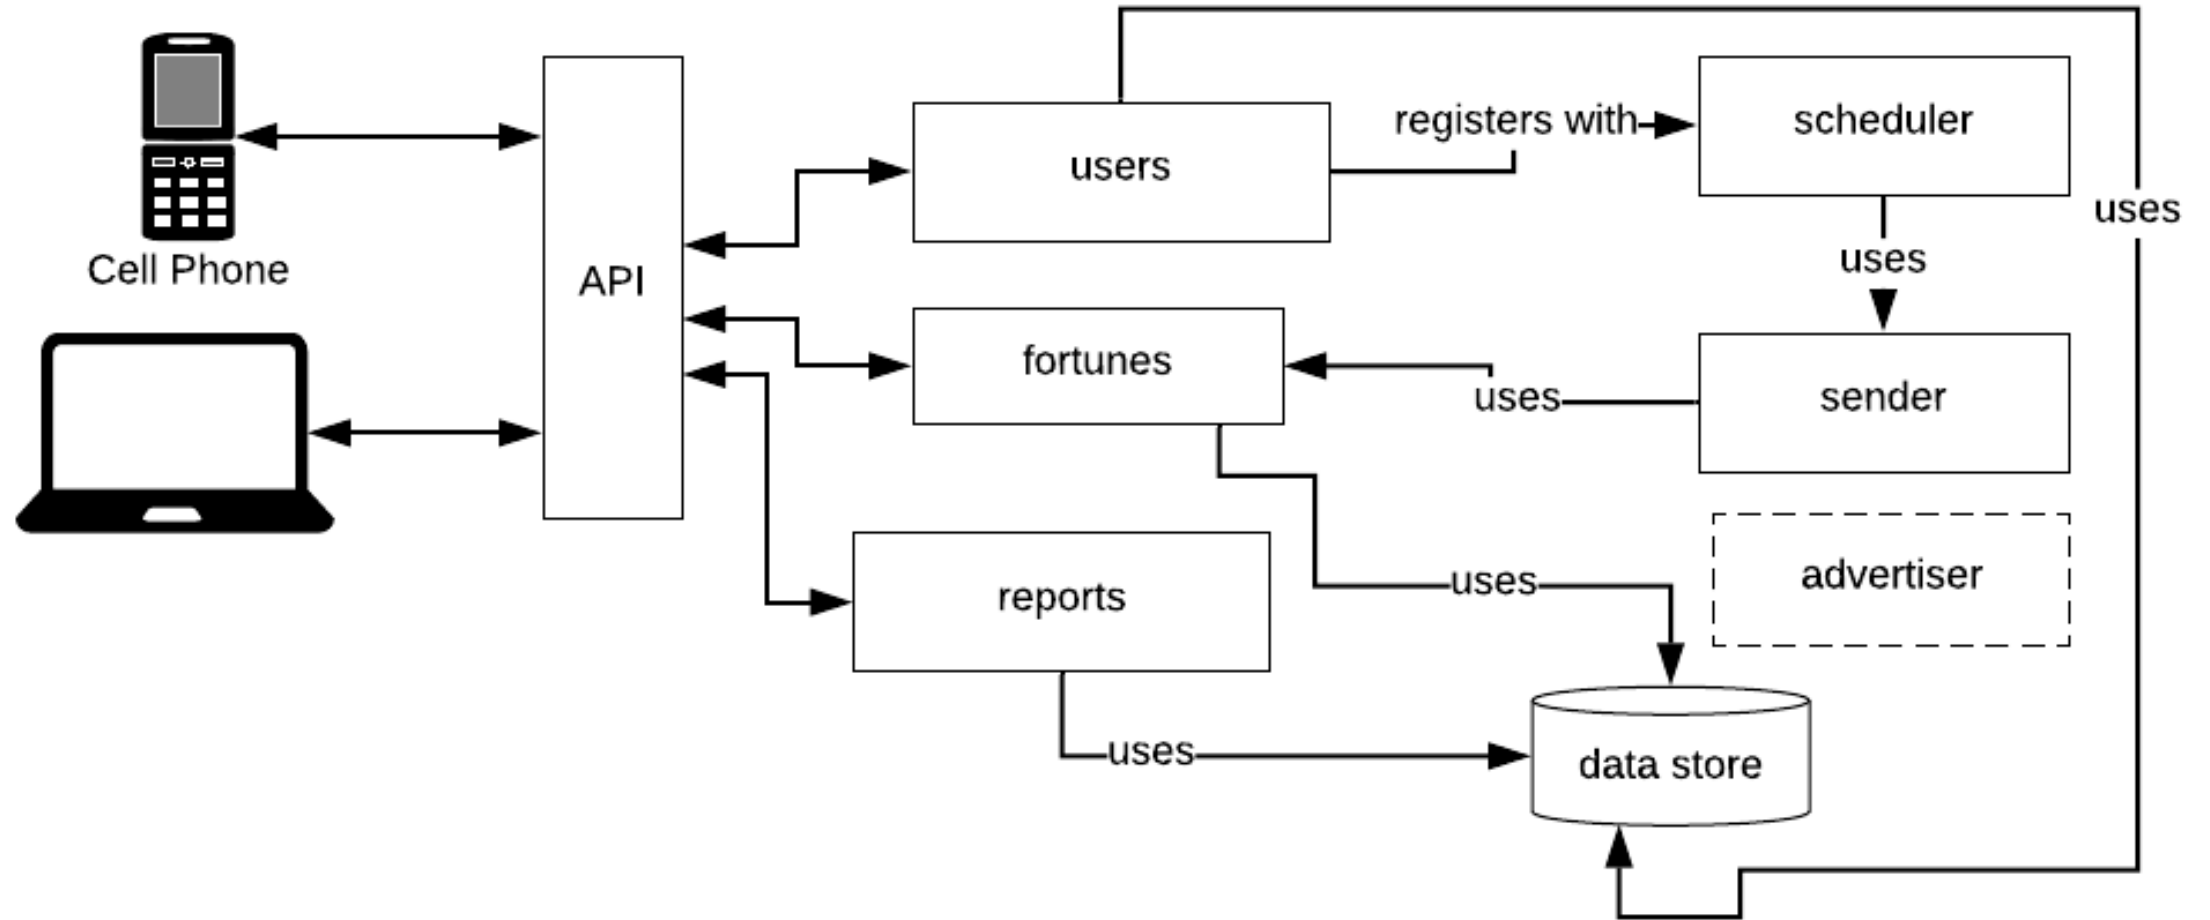 registers with
scheduler
users
uses
uses
Cell Phone
API
fortunes
uses
sender
uses
advertiser
reports
uses
data store